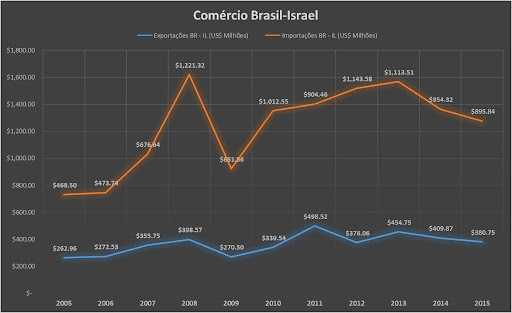 Comércio Brasil-Israel
Exportações BR - IL (US$ Milhões) Importações BR - IL (US$ Milhões)
$1,800.00
$1,600.00
$1,400.00
$1,200.00
$1,000.00
$800.00
$600.00
$400.00
$200.00
$-
$468.50 $473.74 $676.64 $1,221.32 $651.56 $1,012.55 $904.46 $1,143.58 $1,113.51 $954.32 $895.84
$262.96 $272.53 $355.75 $398.57 $270.50 $339.54 $498.52 $378.06 $454.75 $409.87 $380.75
2005 2006 2007 2008 2009 2010 2011 2012 2013 2014 2015